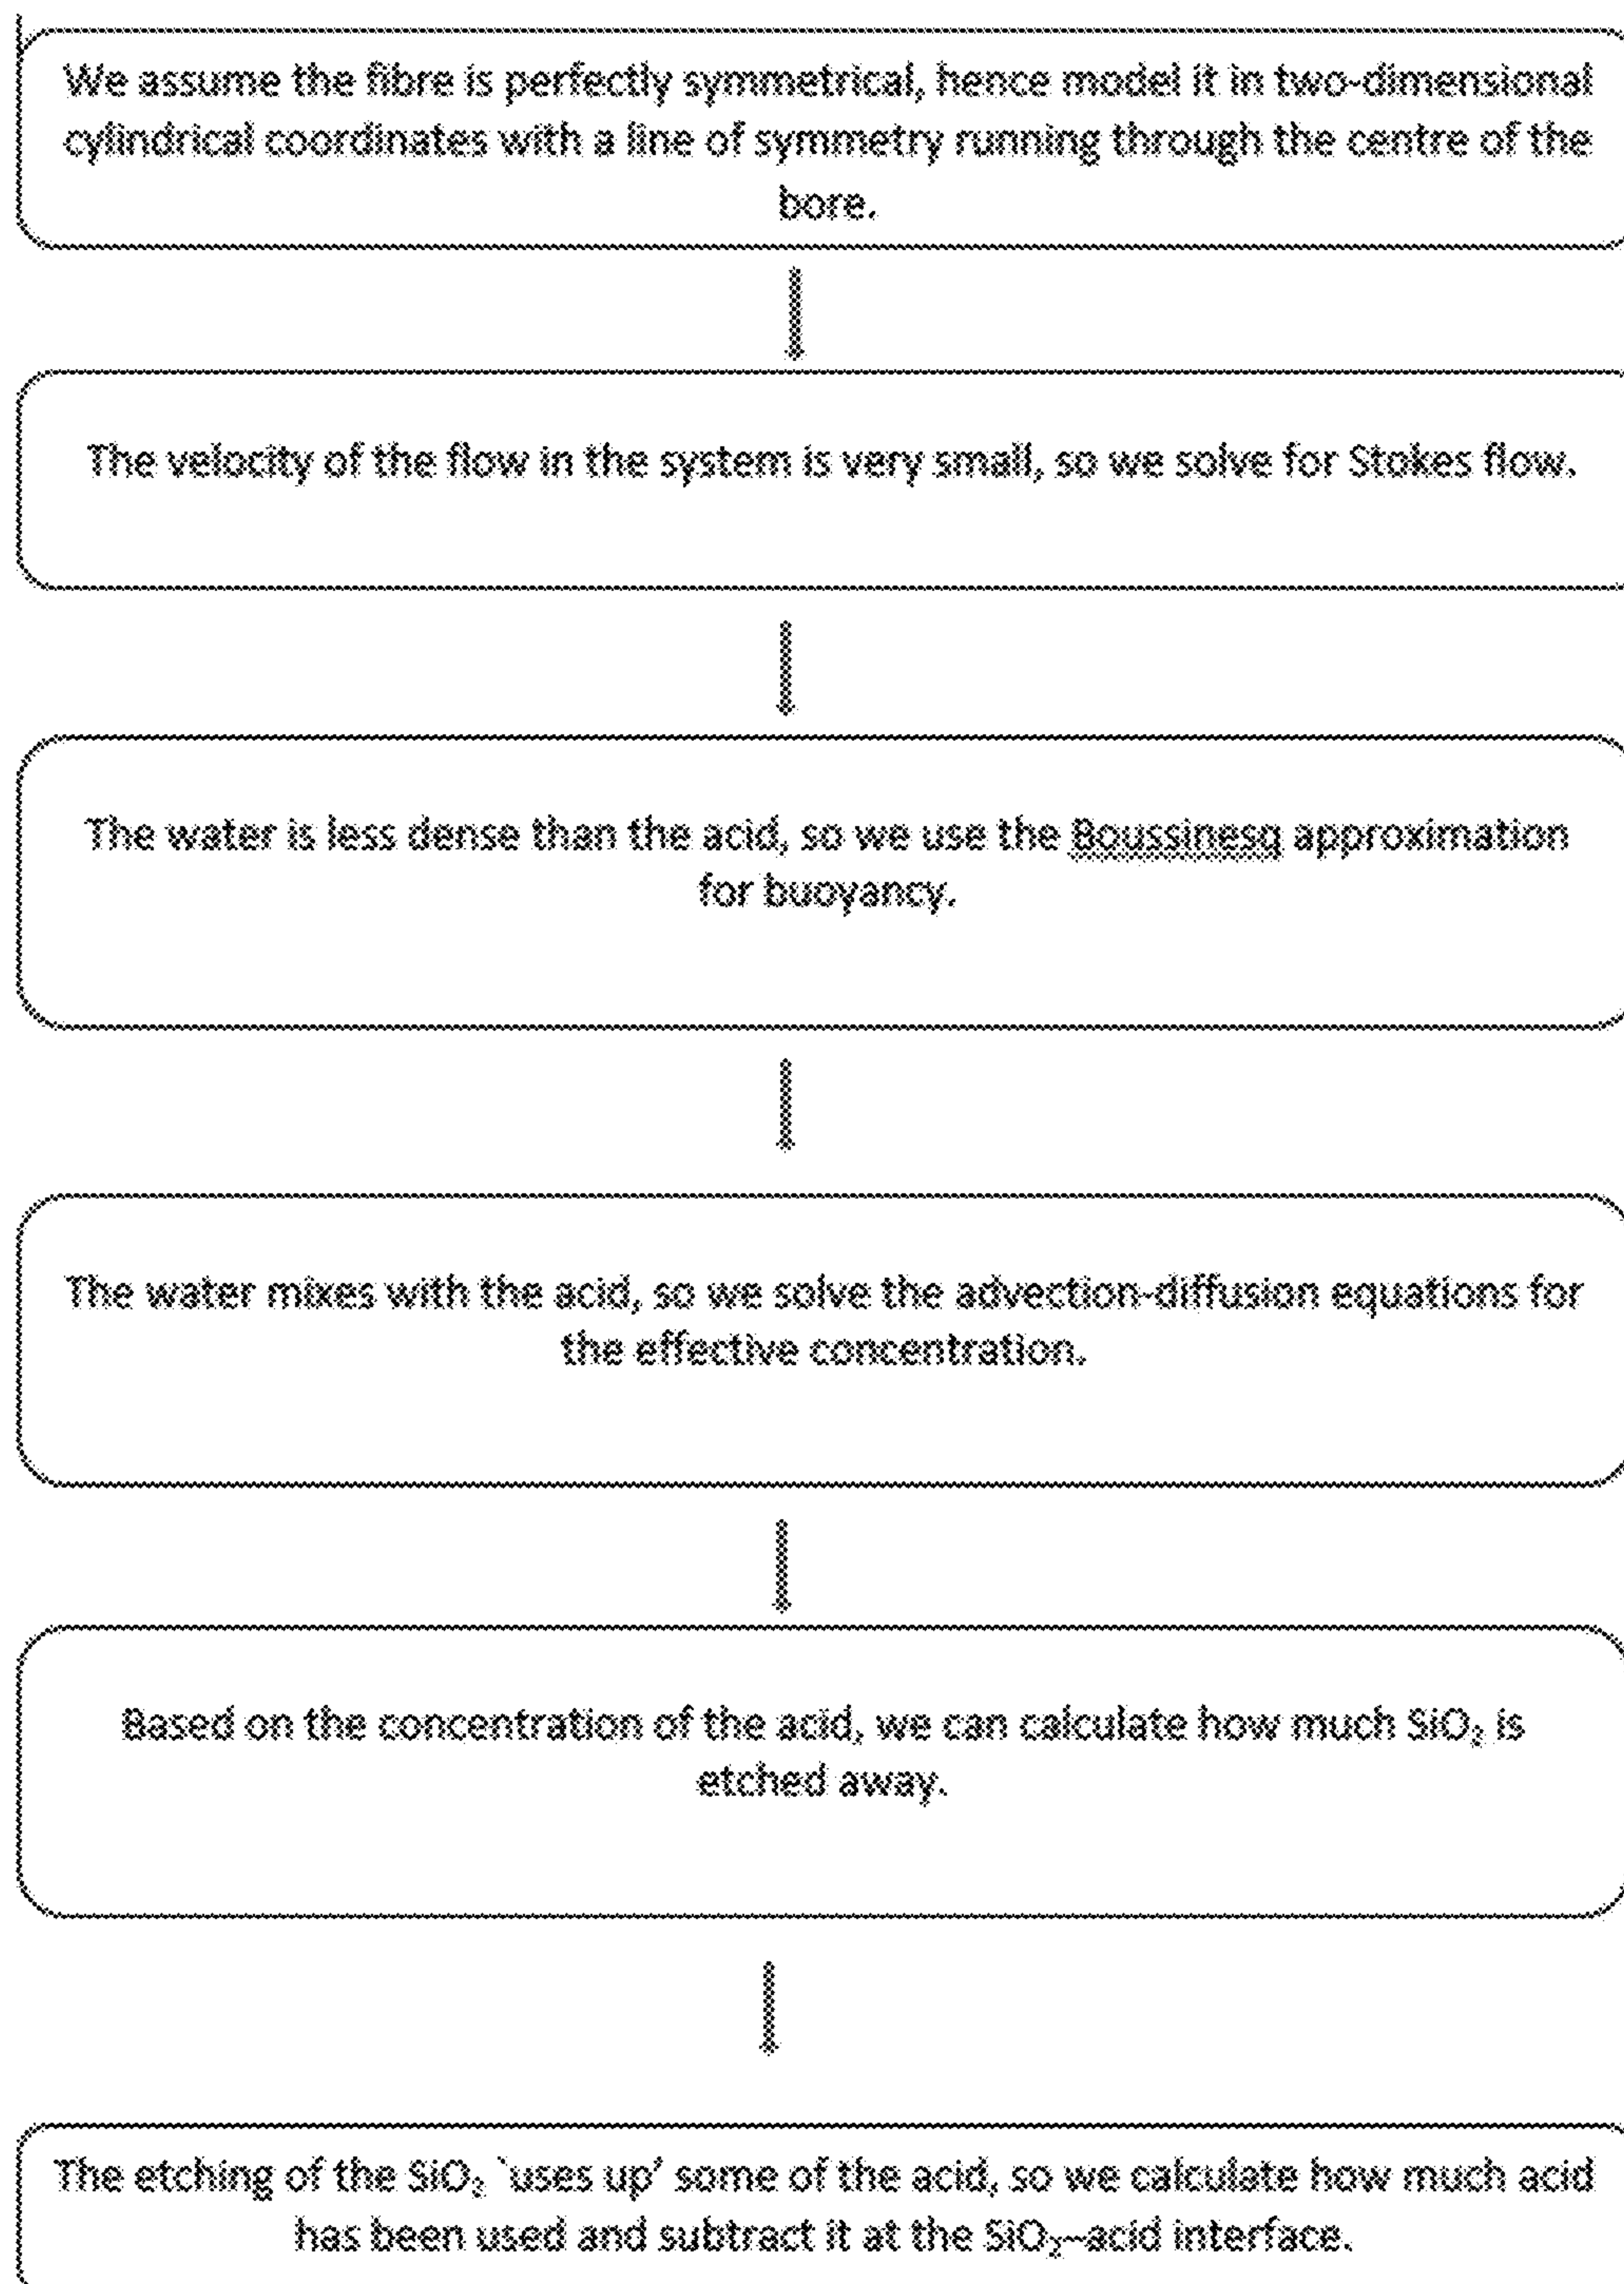 We assume the fibre is perfectly symmetrical, hence model it in two-dimensional
cylindrical coordinates with a line of symmetry running through the centre of the
bore.
The velocity of the flow in the system is very small, so we solve for Stokes flow.
The water is less dense than the acid, so we use the Boussinesq approximation
for buoyancy.
The water mixes with the acid, so we solve the advection-diffusion equations for
the effective concentration.
Based on the concentration of the acid, we can calculate how much SiO₂ is
etched away.
The etching of the SiO₂ `uses up’ some of the acid, so we calculate how much acid
has been used and subtract it at the SiO₂–acid interface.